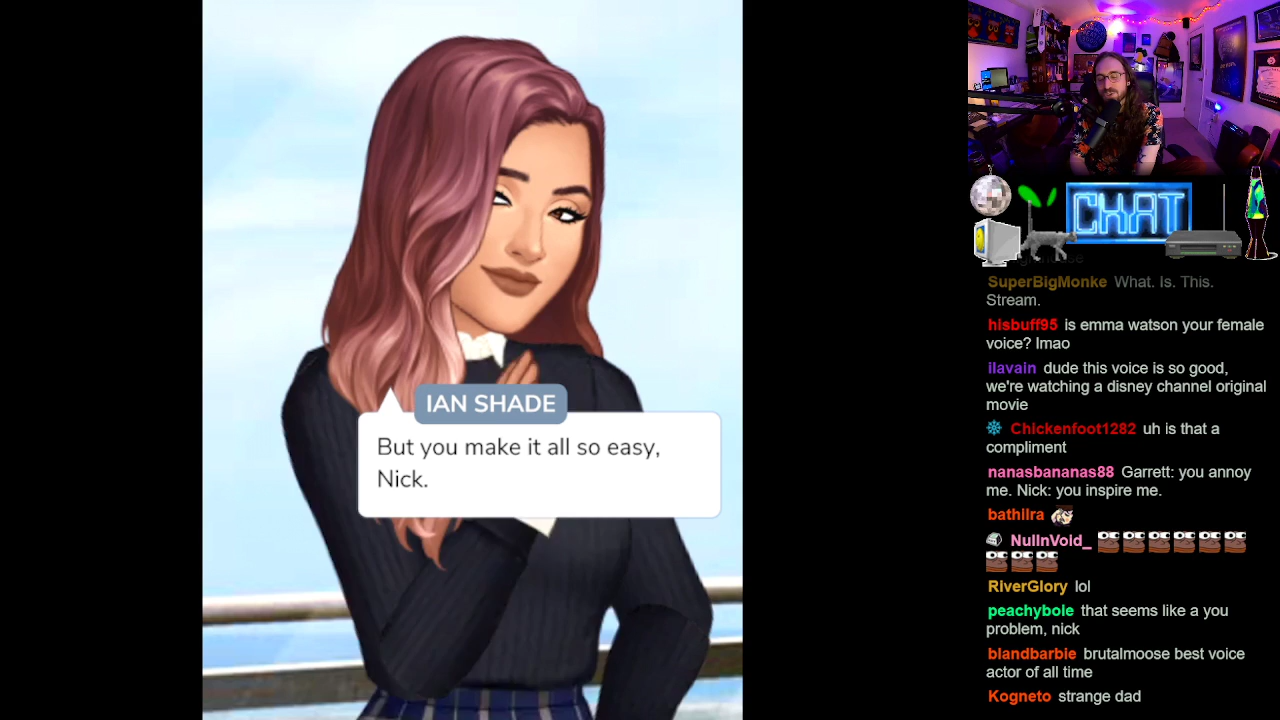 IAN SHADE
But you make it all so easy,
Nick.
CHAT
SuperBigMonke What. Is. This.
Stream.
hisbuff95 is emma watson your female
voice? lmao
ilavain dude this voice is so good,
we're watching a disney channel original
movie
Chickenfoot1282 uh is that a
compliment
nanasbananas88 Garrett: you annoy
me. Nick: you inspire me.
bathilra
NullnVoid_
RiverGlory lol
peachybole that seems like a you
problem, nick
blandbarbie brutalmoose best voice
actor of all time
Kogneto strange dad